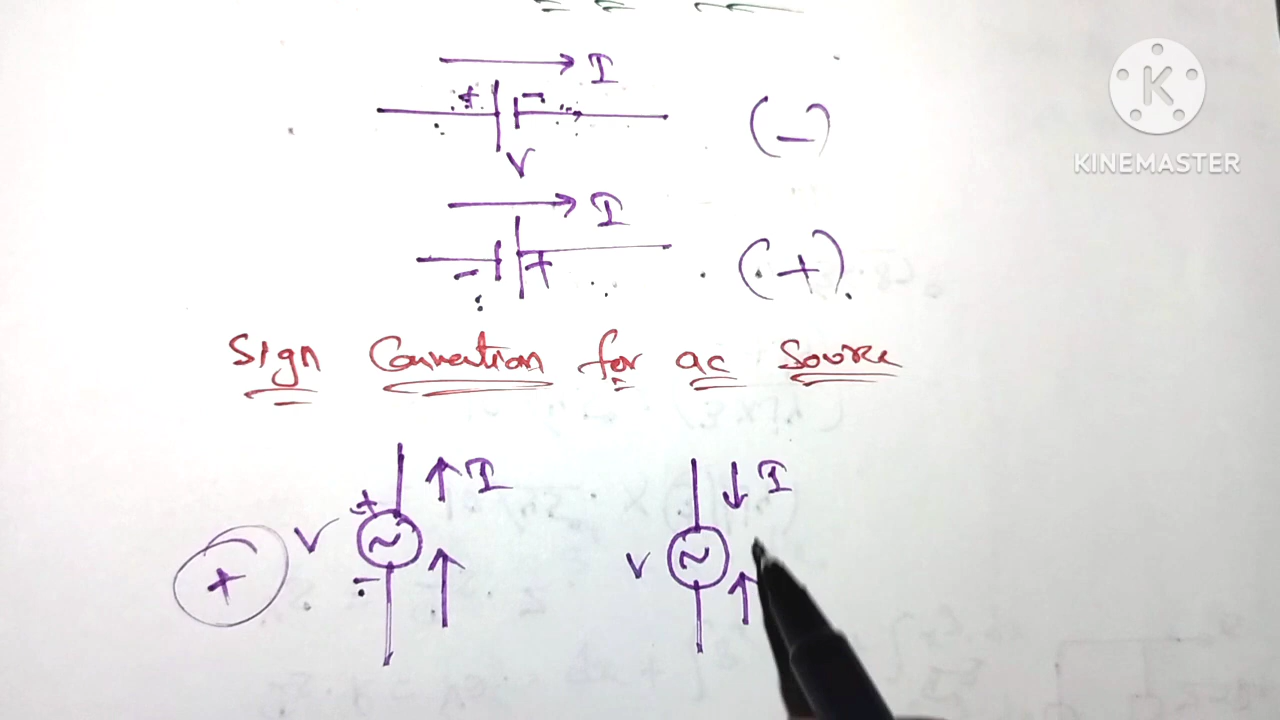 I
+ -
(-)
V
I
- +
(+)
KINEMASTER
Sign Convention for ac Source
I
+
V
~
-
+
I
V
~